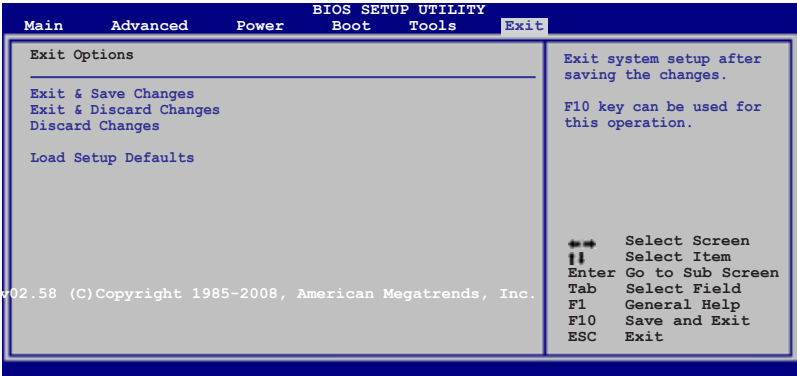 BIOS SETUP UTILITY
Main Advanced Power Boot Tools Exit
Exit Options
Exit & Save Changes
Exit & Discard Changes
Discard Changes
Load Setup Defaults
Exit system setup after
saving the changes.
F10 key can be used for
this operation.
←→ Select Screen
↑↓ Select Item
Enter Go to Sub Screen
Tab Select Field
F1 General Help
F10 Save and Exit
ESC Exit
v02.58 (C)Copyright 1985-2008, American Megatrends, Inc.